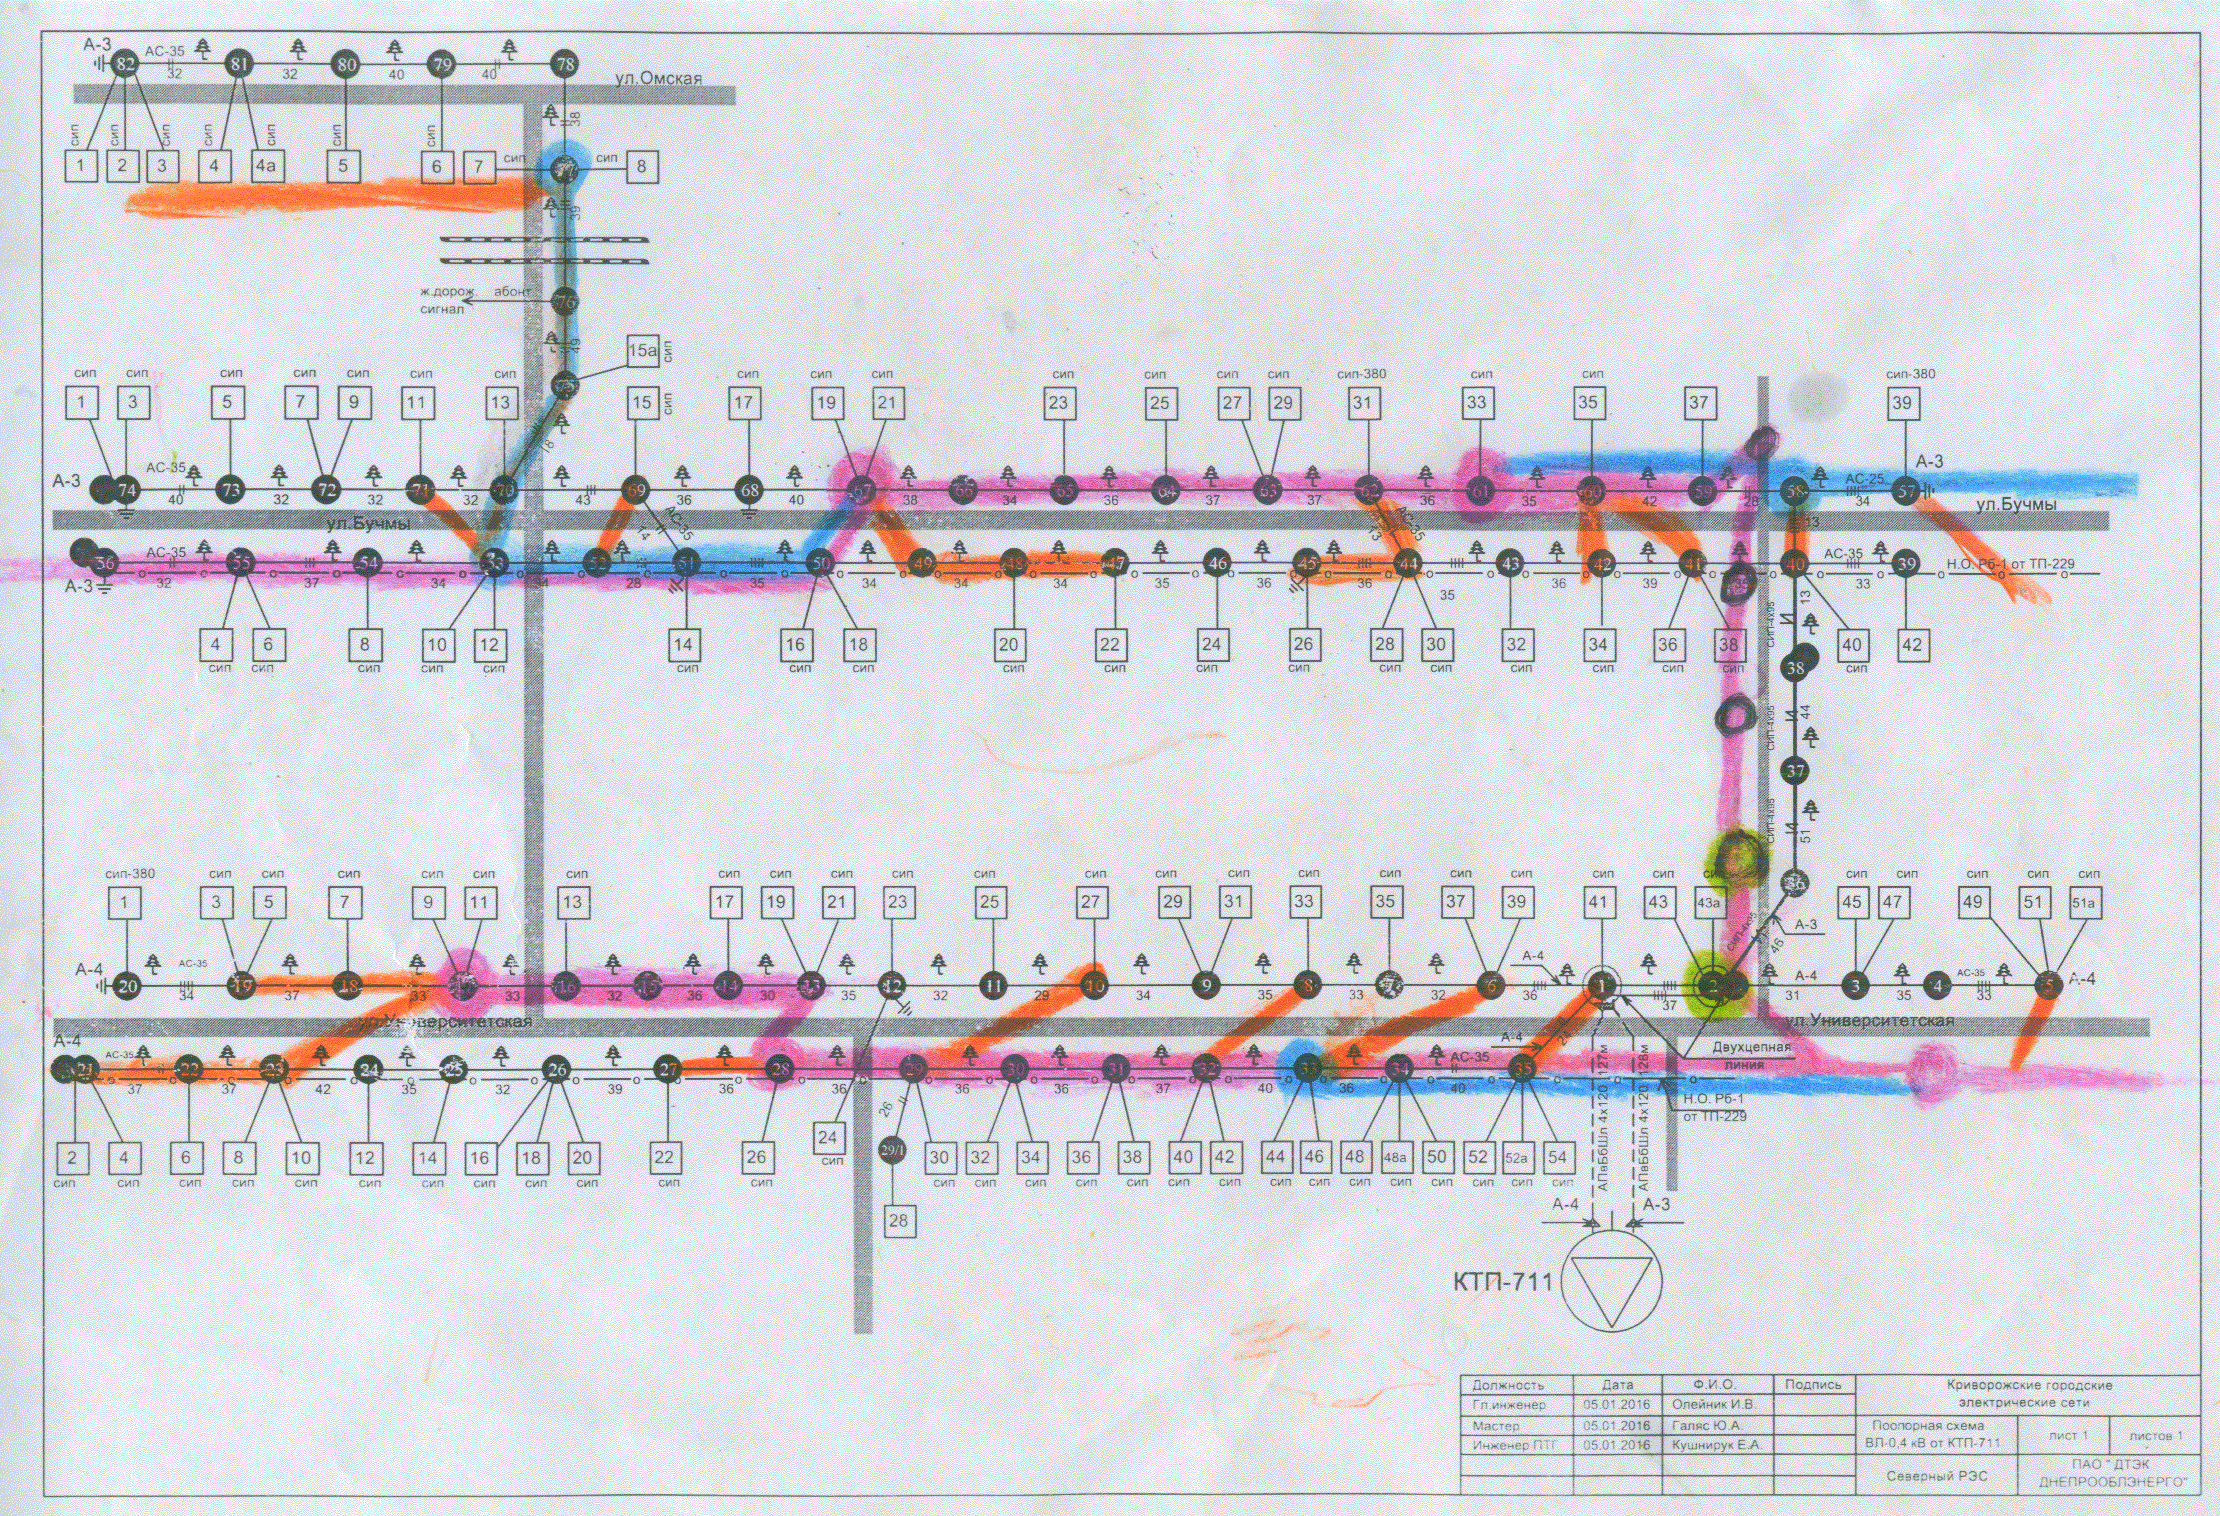 А-3 АС-35 ул.Омская
82 81 80 79 78
32 32 40 40
38
сип сип сип сип сип сип сип сип сип
1 2 3 4 4а 5 6 7 77 8
39
ж.дорож. абонт
сигнал
76
49
15а сип
75
18
сип сип сип сип сип сип сип сип сип сип сип сип сип сип сип сип-380 сип сип сип-380
1 3 5 7 9 11 13 15 17 19 21 23 25 27 29 31 33 35 37 39
А-3 АС-35 АС-25 А-3
74 73 72 71 70 69 68 67 66 65 64 63 62 61 60 59 58 57
40 32 32 32 43 36 40 38 34 36 37 37 36 35 42 28 34
ул.Бучмы ул.Бучмы
АС-35 14 АС-35 13 13
АС-35 АС-35
56 55 54 53 52 51 50 49 48 47 46 45 44 43 42 41 40 39
Н.О. Рб-1 от ТП-229
А-3
32 37 34 34 28 35 34 34 34 35 36 36 35 36 39 33
4 6 8 10 12 14 16 18 20 22 24 26 28 30 32 34 36 38 40 42
сип сип сип сип сип сип сип сип сип сип сип сип сип сип сип сип сип сип сип
13
СИП-4х95
38
44
СИП-4х95
37
51
СИП-4х95
36
СИП-4х95
46
А-3
сип-380 сип сип сип сип сип сип сип сип сип сип сип сип сип сип сип сип сип сип сип сип сип сип сип сип сип сип
1 3 5 7 9 11 13 17 19 21 23 25 27 29 31 33 35 37 39 41 43 43а 45 47 49 51 51а
А-4 АС-35 А-4 А-4 АС-35 А-4
20 19 18 17 16 15 14 13 12 11 10 9 8 7 6 1 2 3 4 5
34 37 33 33 32 36 30 35 32 29 34 35 33 32 36 37 31 35 33
ул.Университетская ул.Университетская
А-4 АС-35 АС-35 А-4 24
Двухцепная
линия
21 22 23 24 25 26 27 28 29 30 31 32 33 34 35
37 37 42 35 32 39 36 36 36 36 40 36 40
Н.О. Рб-1
от ТП-229
26
24
сип
29/1
2 4 6 8 10 12 14 16 18 20 22 26 30 32 34 36 38 40 42 44 46 48 48а 50 52 52а 54
сип сип сип сип сип сип сип сип сип сип сип сип сип сип сип сип сип сип сип сип сип сип сип сип сип сип сип
28
АПвБбШл 4х120 127м
АПвБбШл 4х120 128м
А-4 А-3
КТП-711
Должность Дата Ф.И.О. Подпись
Гл.инженер 05.01.2016 Олейник И.В.
Мастер 05.01.2016 Галяс Ю.А.
Инженер ПТГ 05.01.2016 Кушнирук Е.А.
Криворожские городские
электрические сети
Поопорная схема
ВЛ-0,4 кВ от КТП-711
лист 1 листов 1
Северный РЭС
ПАО " ДТЭК
ДНЕПРООБЛЭНЕРГО"